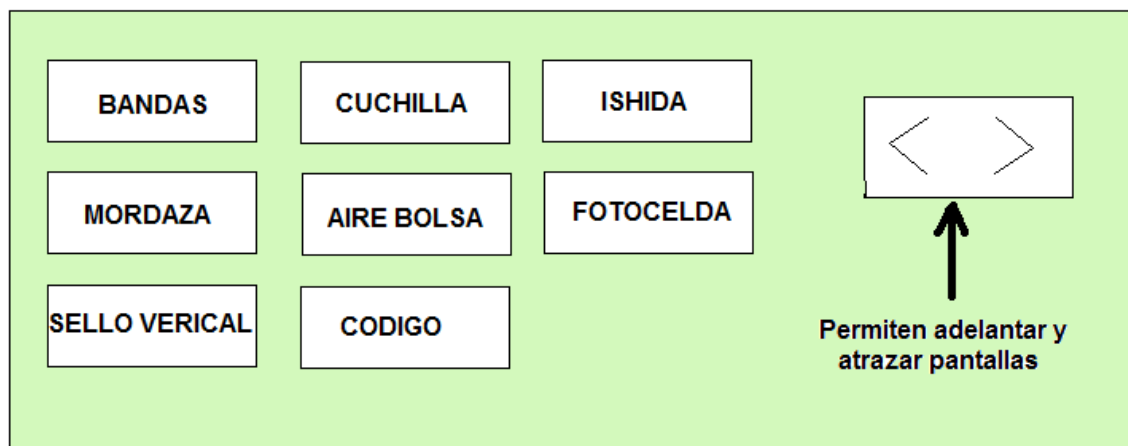 BANDAS
CUCHILLA
ISHIDA
MORDAZA
AIRE BOLSA
FOTOCELDA
SELLO VERICAL
CODIGO
Permiten adelantar y
atrazar pantallas